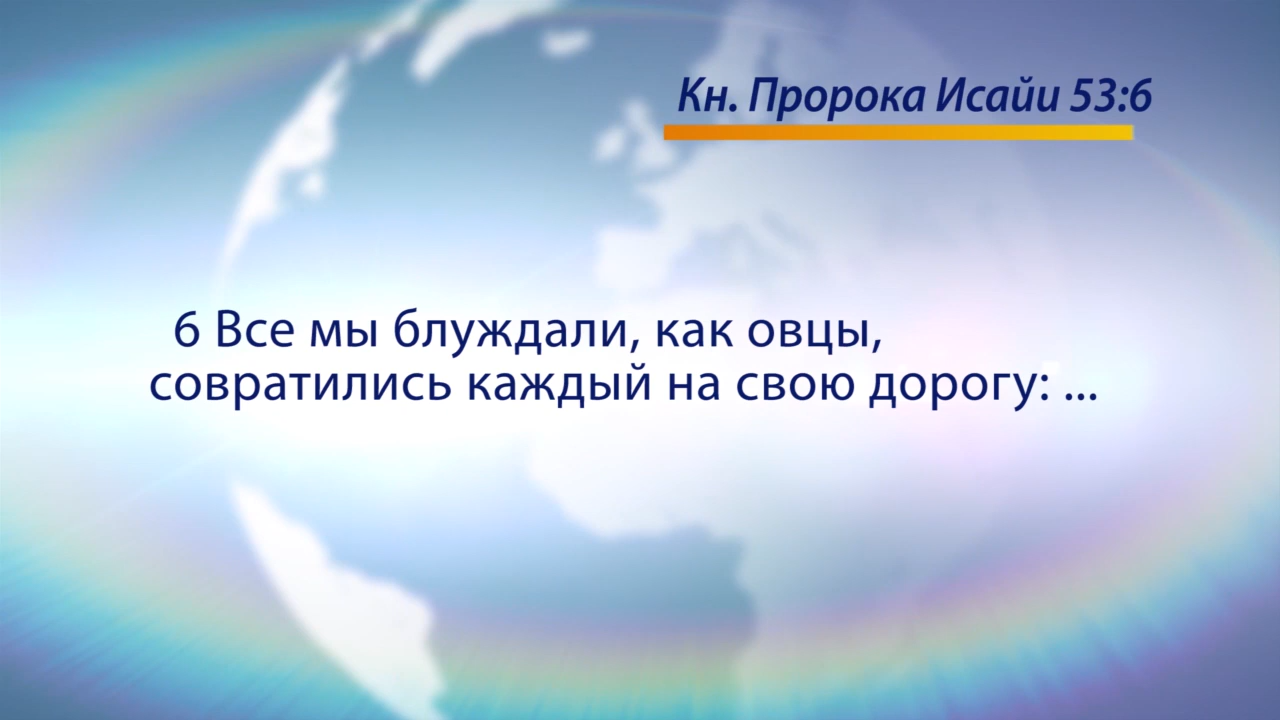 Кн. Пророка Исайи 53:6
6 Все мы блуждали, как овцы,
совратились каждый на свою дорогу: ...